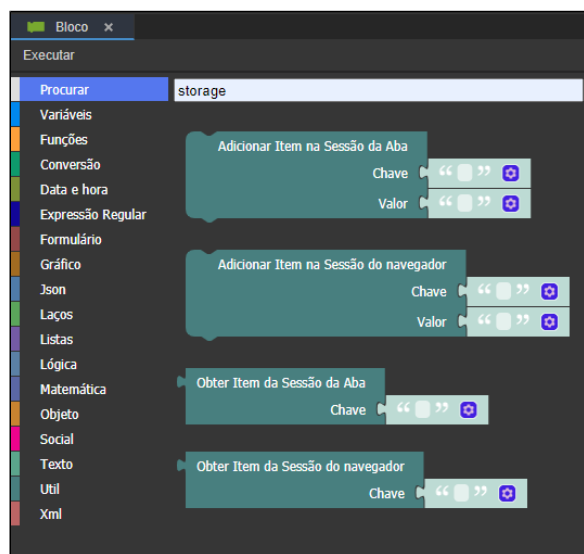 Bloco ×
Executar
Procurar
storage
Variáveis
Funções
Conversão
Data e hora
Expressão Regular
Formulário
Gráfico
Json
Laços
Listas
Lógica
Matemática
Objeto
Social
Texto
Util
Xml
Adicionar Item na Sessão da Aba
Chave “ ”
Valor “ ”
Adicionar Item na Sessão do navegador
Chave “ ”
Valor “ ”
Obter Item da Sessão da Aba
Chave “ ”
Obter Item da Sessão do navegador
Chave “ ”